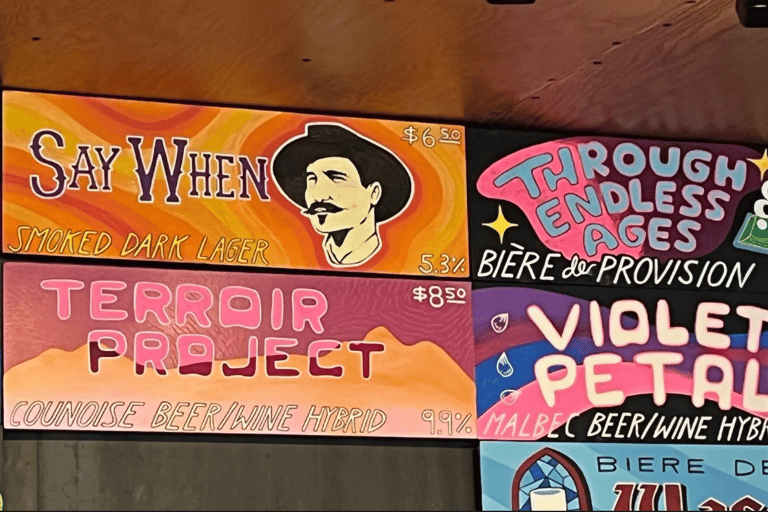 SAY WHEN
$6.50
SMOKED DARK LAGER
5.3%
THROUGH
ENDLESS
AGES
BIÈRE de PROVISION
TERROIR
PROJECT
$8.50
COUNOISE BEER/WINE HYBRID
9.9%
VIOLET
PETAL
MALBEC BEER/WINE HYBR
BIERE DE